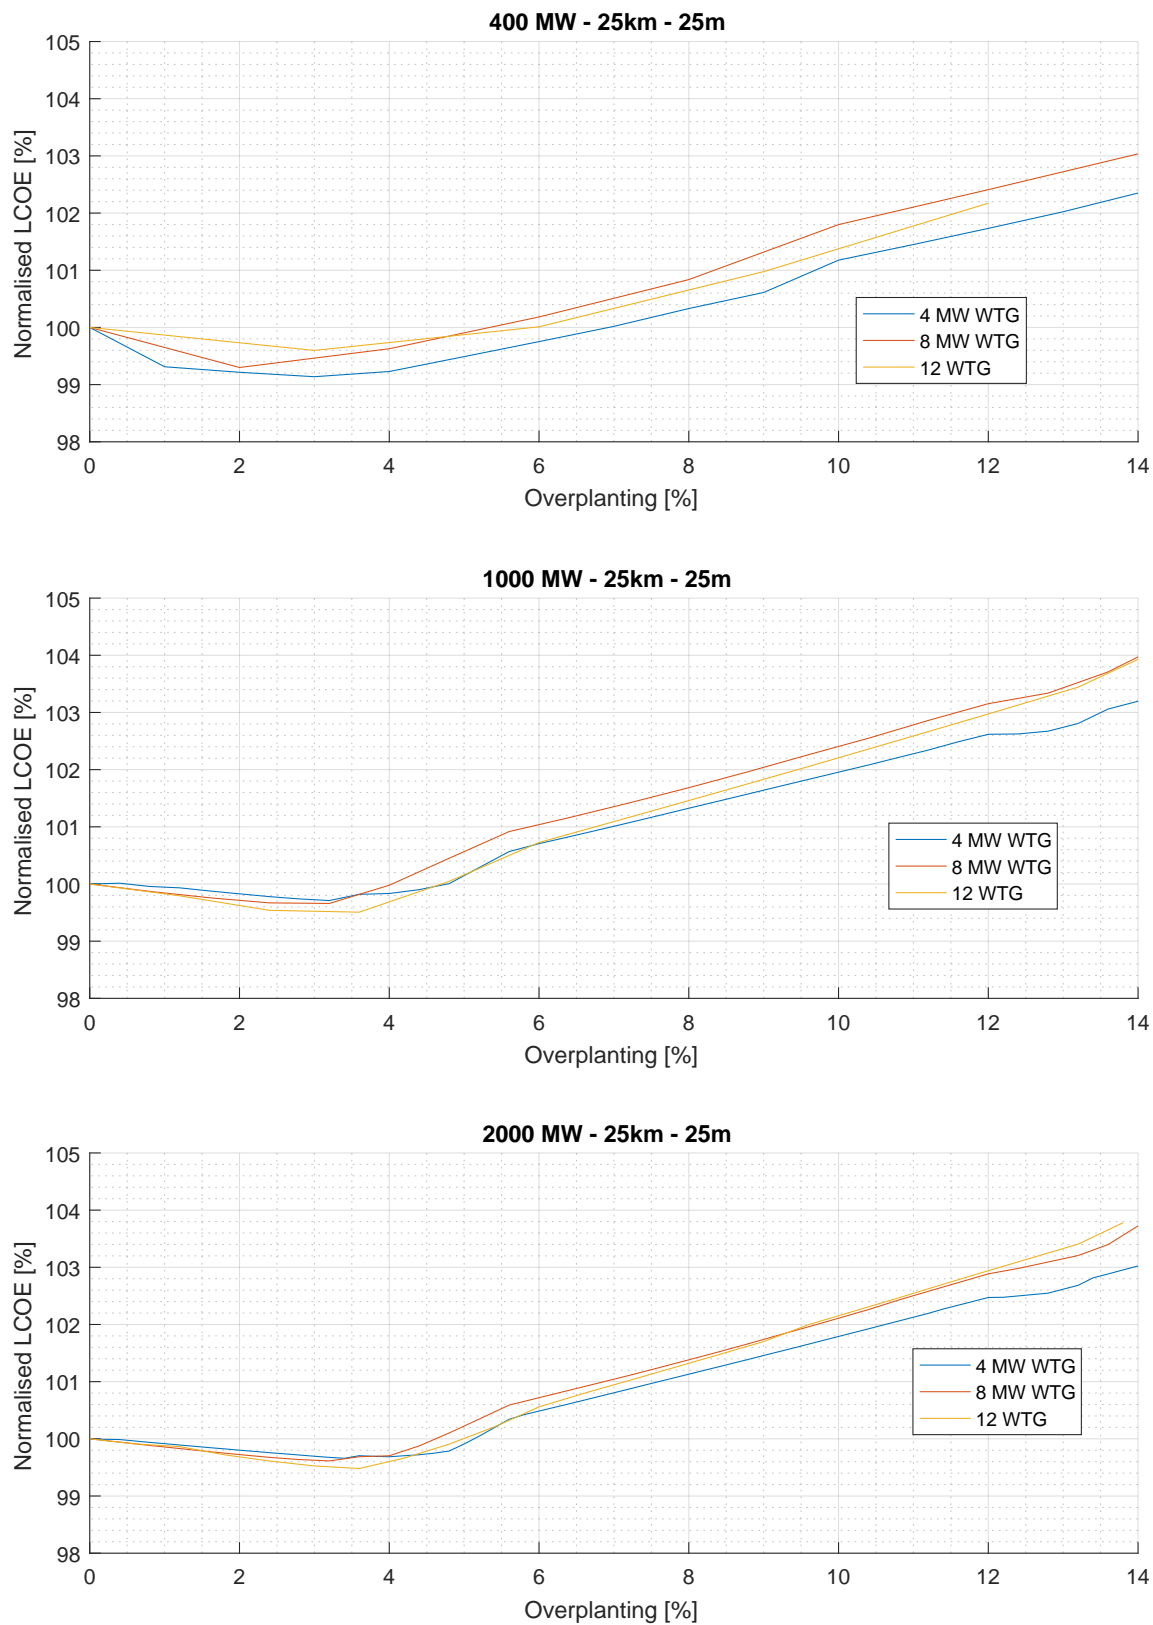 400 MW - 25km - 25m
105
104
103
102
101
100
99
98
Normalised LCOE [%]
4 MW WTG
8 MW WTG
12 WTG
0 2 4 6 8 10 12 14
Overplanting [%]
1000 MW - 25km - 25m
105
104
103
102
101
100
99
98
Normalised LCOE [%]
4 MW WTG
8 MW WTG
12 WTG
0 2 4 6 8 10 12 14
Overplanting [%]
2000 MW - 25km - 25m
105
104
103
102
101
100
99
98
Normalised LCOE [%]
4 MW WTG
8 MW WTG
12 WTG
0 2 4 6 8 10 12 14
Overplanting [%]